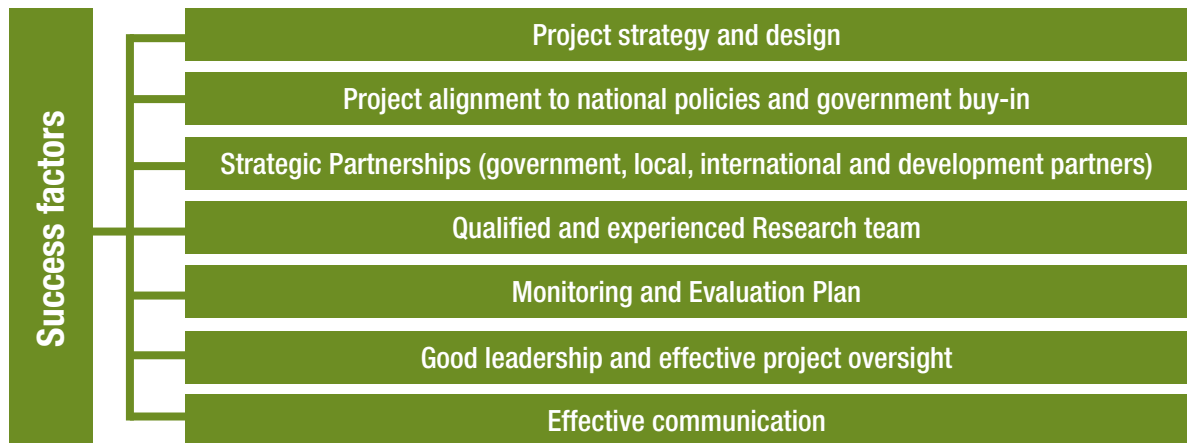 Success factors
Project strategy and design
Project alignment to national policies and government buy-in
Strategic Partnerships (government, local, international and development partners)
Qualified and experienced Research team
Monitoring and Evaluation Plan
Good leadership and effective project oversight
Effective communication